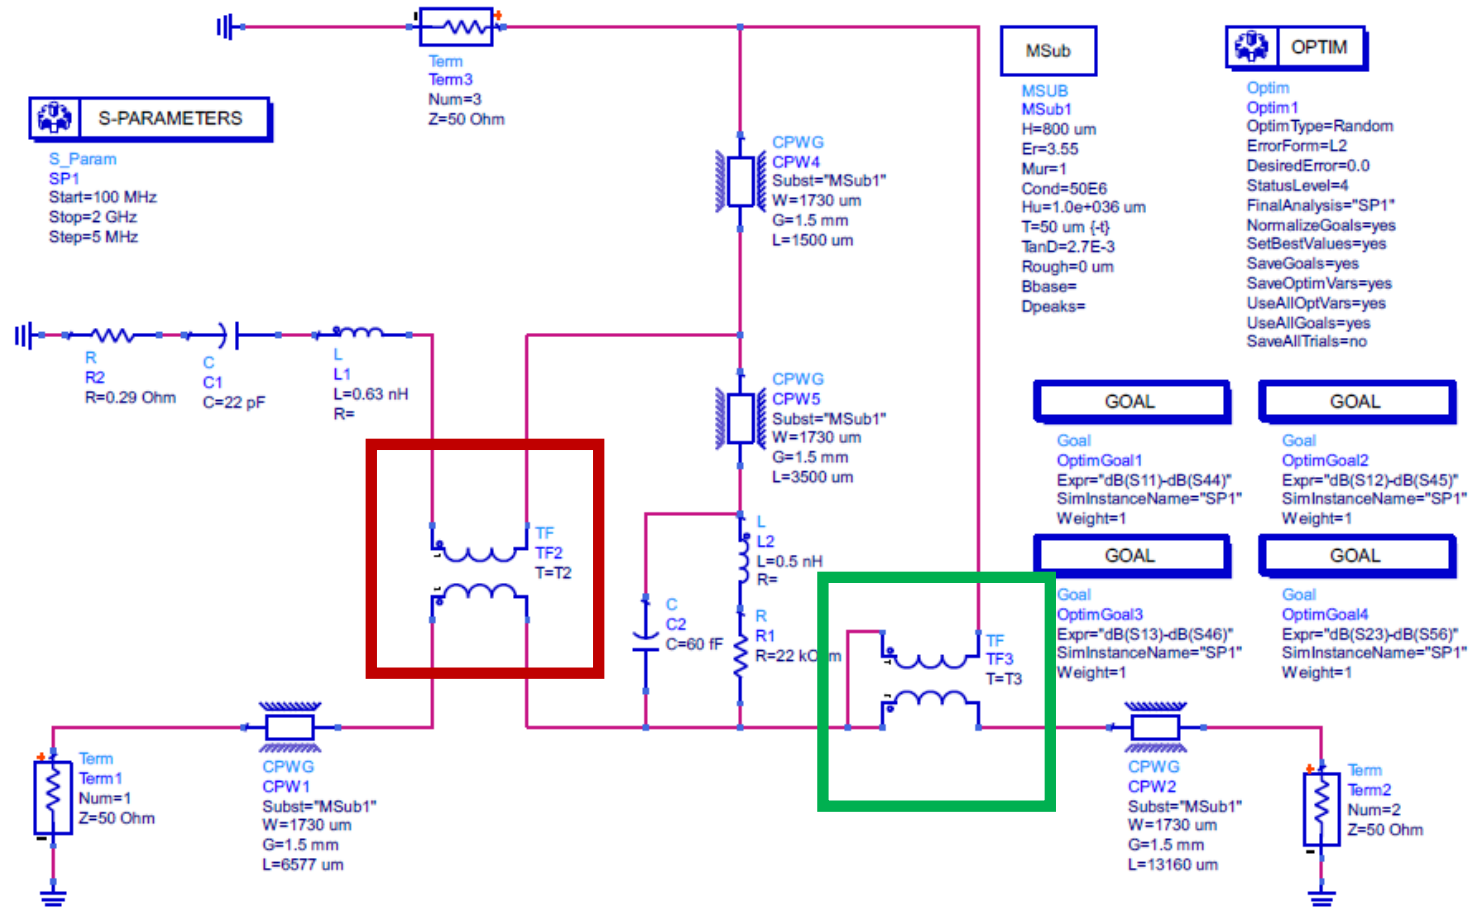 Term
Term3
Num=3
Z=50 Ohm
MSub
MSUB
MSub1
H=800 um
Er=3.55
Mur=1
Cond=50E6
Hu=1.0e+036 um
T=50 um {-t}
TanD=2.7E-3
Rough=0 um
Bbase=
Dpeaks=
OPTIM
Optim
Optim1
OptimType=Random
ErrorForm=L2
DesiredError=0.0
StatusLevel=4
FinalAnalysis="SP1"
NormalizeGoals=yes
SetBestValues=yes
SaveGoals=yes
SaveOptimVars=yes
UseAllOptVars=yes
UseAllGoals=yes
SaveAllTrials=no
S-PARAMETERS
S_Param
SP1
Start=100 MHz
Stop=2 GHz
Step=5 MHz
CPWG
CPW4
Subst="MSub1"
W=1730 um
G=1.5 mm
L=1500 um
R
R2
R=0.29 Ohm
C
C1
C=22 pF
L
L1
L=0.63 nH
R=
CPWG
CPW5
Subst="MSub1"
W=1730 um
G=1.5 mm
L=3500 um
GOAL
Goal
OptimGoal1
Expr="dB(S11)-dB(S44)"
SimInstanceName="SP1"
Weight=1
GOAL
Goal
OptimGoal2
Expr="dB(S12)-dB(S45)"
SimInstanceName="SP1"
Weight=1
TF
TF2
T=T2
L
L2
L=0.5 nH
R=
C
C2
C=60 fF
R
R1
R=22 kO m
TF
TF3
T=T3
GOAL
Goal
OptimGoal3
Expr="dB(S13)-dB(S46)"
SimInstanceName="SP1"
Weight=1
GOAL
Goal
OptimGoal4
Expr="dB(S23)-dB(S56)"
SimInstanceName="SP1"
Weight=1
Term
Term1
Num=1
Z=50 Ohm
CPWG
CPW1
Subst="MSub1"
W=1730 um
G=1.5 mm
L=6577 um
CPWG
CPW2
Subst="MSub1"
W=1730 um
G=1.5 mm
L=13160 um
Term
Term2
Num=2
Z=50 Ohm